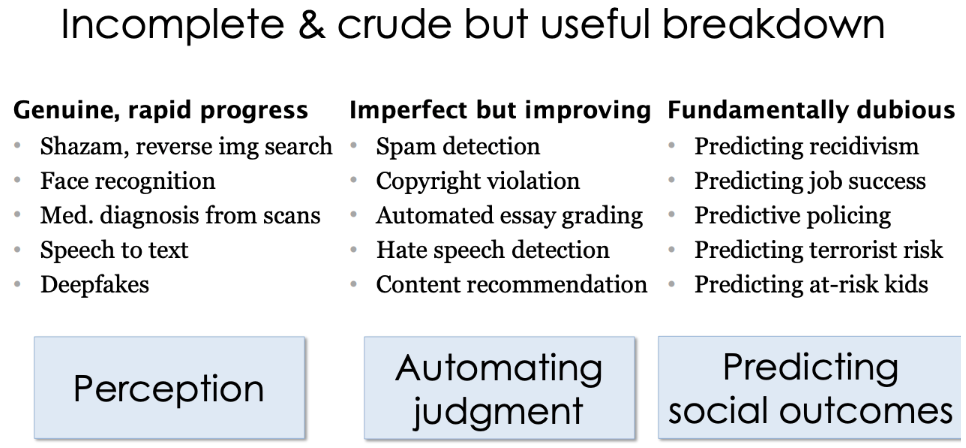 Incomplete & crude but useful breakdown
Genuine, rapid progress
• Shazam, reverse img search
• Face recognition
• Med. diagnosis from scans
• Speech to text
• Deepfakes
Perception
Imperfect but improving
• Spam detection
• Copyright violation
• Automated essay grading
• Hate speech detection
• Content recommendation
Automating
judgment
Fundamentally dubious
• Predicting recidivism
• Predicting job success
• Predictive policing
• Predicting terrorist risk
• Predicting at-risk kids
Predicting
social outcomes